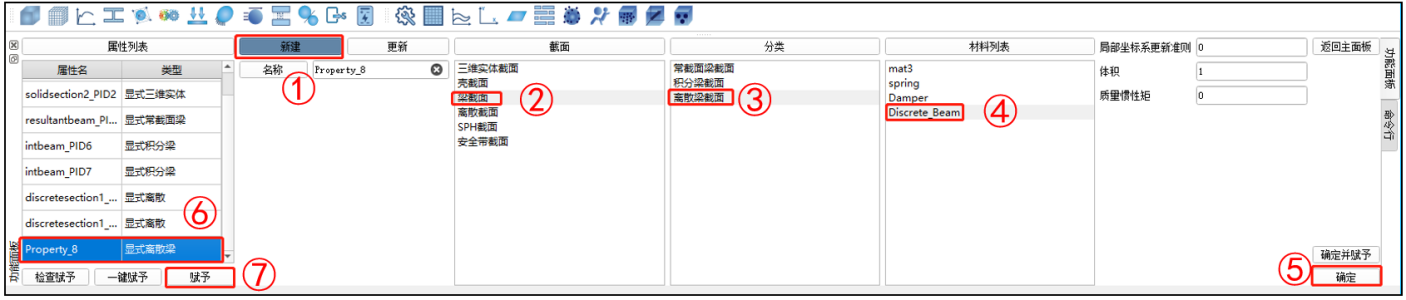 属性列表
新建
更新
截面
分类
材料列表
局部坐标系更新准则 0
返回主面板
功能面板
命令行
属性名 类型
solidsection2_PID2 显式三维实体
resultantbeam_PI... 显式常截面梁
intbeam_PID6 显式积分梁
intbeam_PID7 显式积分梁
discretesection1_... 显式离散
discretesection1_... 显式离散
⑥
Property_8 显式离散梁
检查赋予 一键赋予 赋予 ⑦
名称 Property_8
①
三维实体截面
壳截面
梁截面 ②
离散截面
SPH截面
安全带截面
常截面梁截面
积分梁截面
离散梁截面 ③
mat3
spring
Damper
Discrete_Beam ④
体积 1
质量惯性矩 0
确定并赋予
⑤ 确定
功能面板